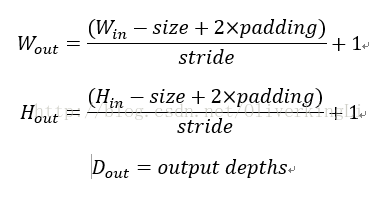 W_out = (W_in − size + 2×padding) / stride + 1
H_out = (H_in − size + 2×padding) / stride + 1
D_out = output depths